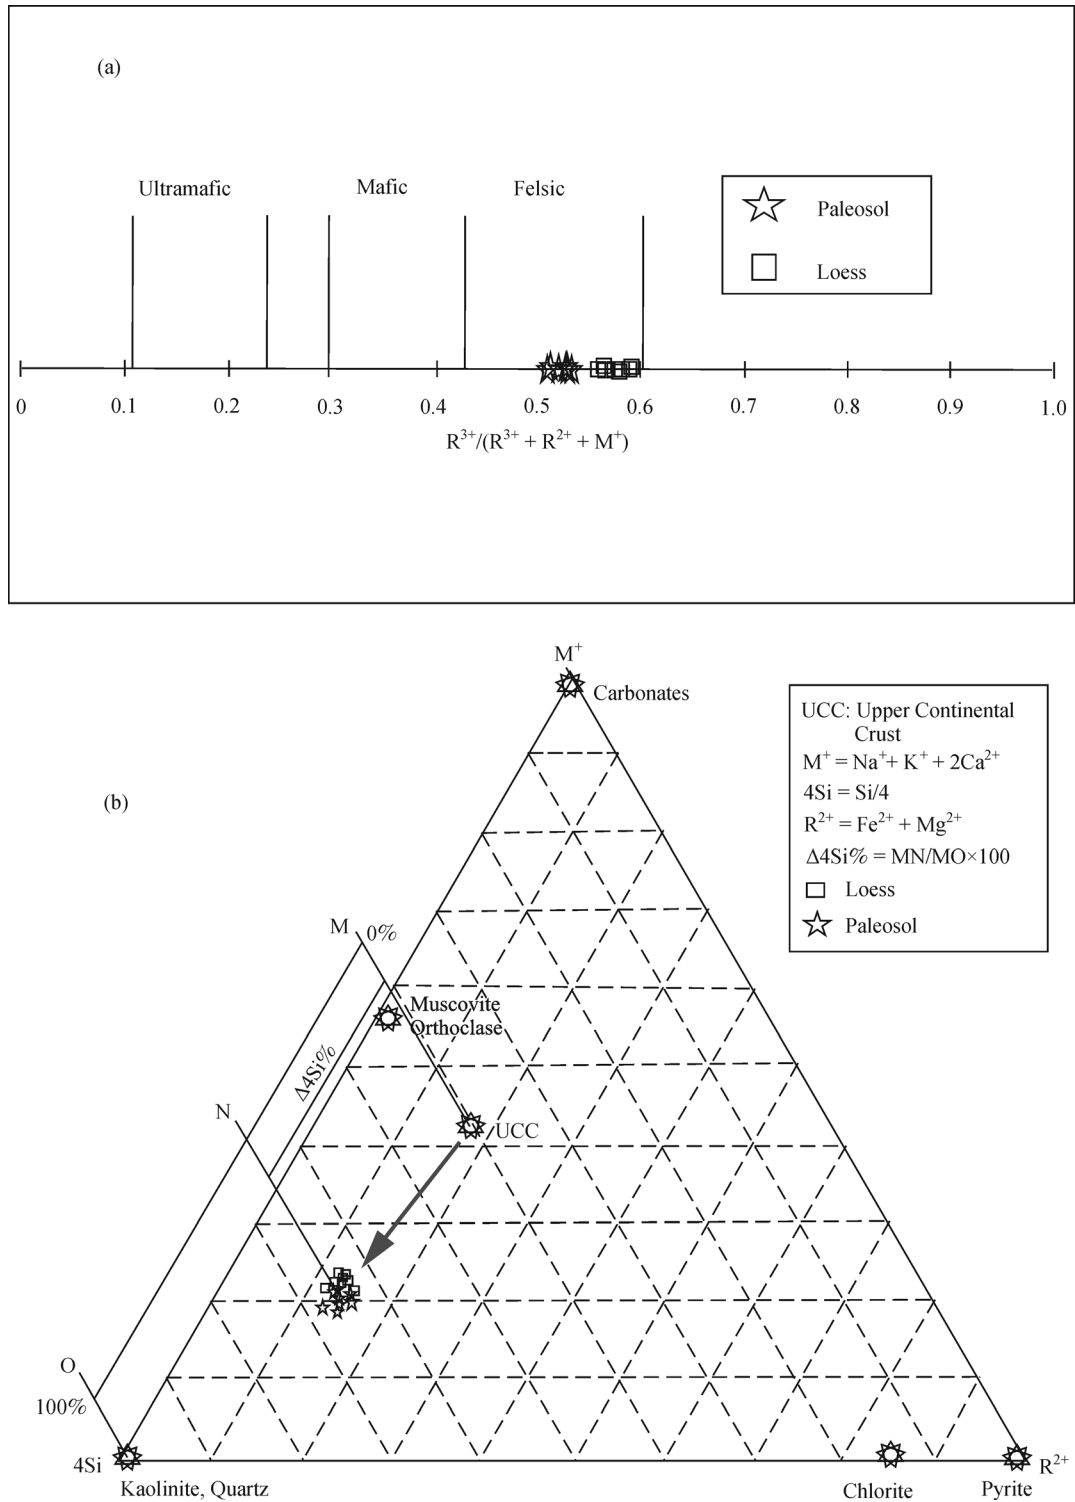 (a)
Ultramafic Mafic Felsic
Paleosol
Loess
0 0.1 0.2 0.3 0.4 0.5 0.6 0.7 0.8 0.9 1.0
R³⁺/(R³⁺ + R²⁺ + M⁺)
M⁺
Carbonates
UCC: Upper Continental
Crust
M⁺ = Na⁺+ K⁺ + 2Ca²⁺
4Si = Si/4
R²⁺ = Fe²⁺ + Mg²⁺
Δ4Si% = MN/MO×100
Loess
Paleosol
(b)
M 0%
Muscovite
Orthoclase
Δ4Si%
N
UCC
O
100%
4Si
R²⁺
Kaolinite, Quartz
Chlorite
Pyrite